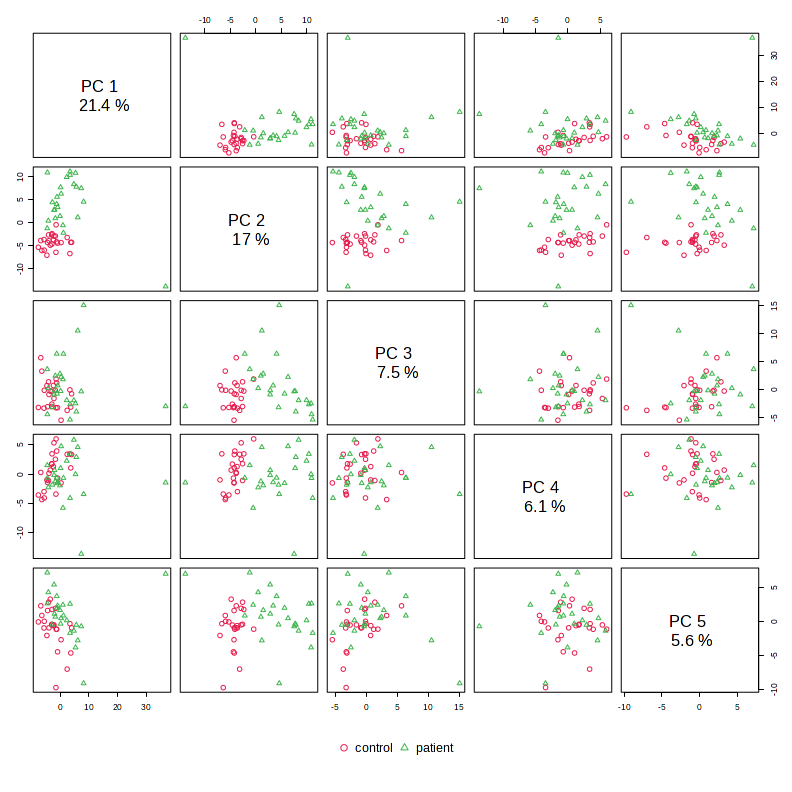 -10 -5 0 5 10 -10 -5 0 5
PC 1
21.4 %
0 10 20 30
-10 -5 0 5 10
PC 2
17 %
-5 0 5 10 15
PC 3
7.5 %
-10 -5 0 5
PC 4
6.1 %
-10 -5 0 5
PC 5
5.6 %
0 10 20 30 -5 0 5 10 15 -10 -5 0 5
control patient